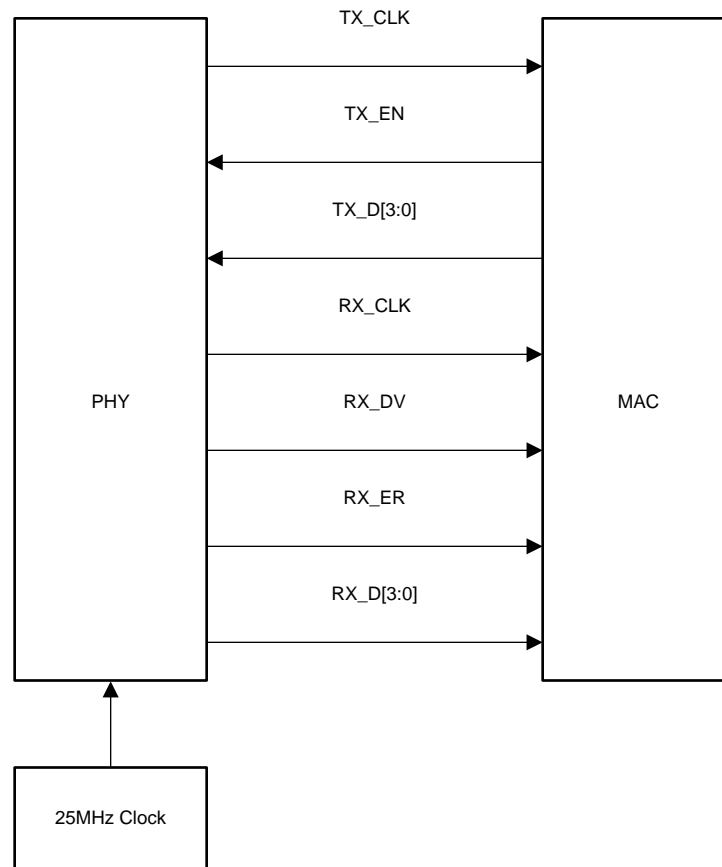 TX_CLK
TX_EN
TX_D[3:0]
RX_CLK
PHY
RX_DV
MAC
RX_ER
RX_D[3:0]
25MHz Clock